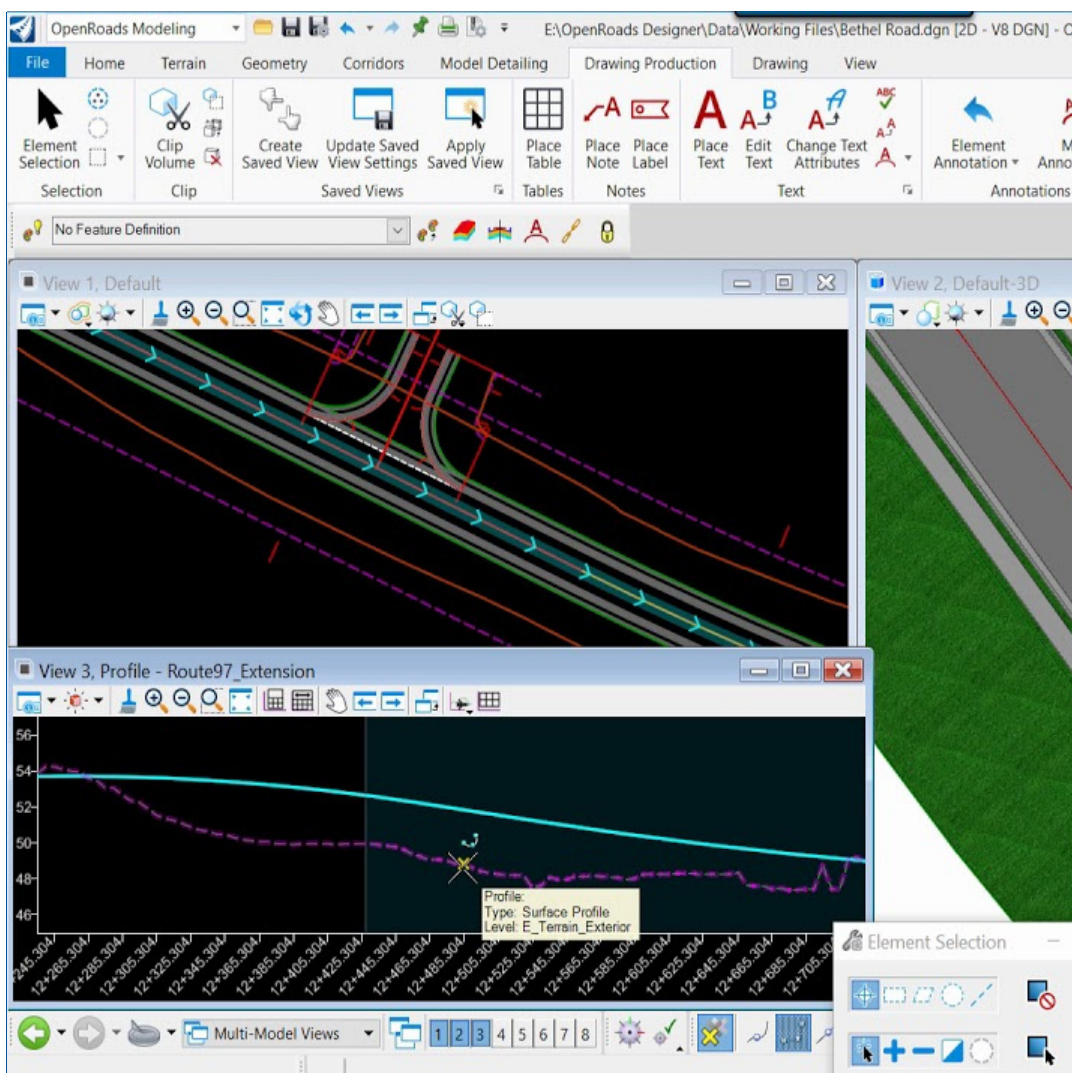 OpenRoads Modeling
E:\OpenRoads Designer\Data\Working Files\Bethel Road.dgn [2D - V8 DGN] - O
File Home Terrain Geometry Corridors Model Detailing Drawing Production Drawing View
Element Selection
Clip Volume
Create Saved View
Update Saved View Settings
Apply Saved View
Place Table
Place Note
Place Label
Place Text
Edit Text
Change Text Attributes
ABC
Element Annotation
Selection Clip Saved Views Tables Notes Text Annotations
No Feature Definition
View 1, Default
View 2, Default-3D
View 3, Profile - Route97_Extension
56
54
52
50
48
46
Profile:
Type: Surface Profile
Level: E_Terrain_Exterior
12+265.304
12+285.304
12+305.304
12+325.304
12+345.304
12+365.304
12+385.304
12+405.304
12+425.304
12+445.304
12+465.304
12+485.304
12+505.304
12+525.304
12+545.304
12+565.304
12+585.304
12+605.304
12+625.304
12+645.304
12+665.304
12+685.304
12+705.304
Element Selection
Multi-Model Views
1 2 3 4 5 6 7 8